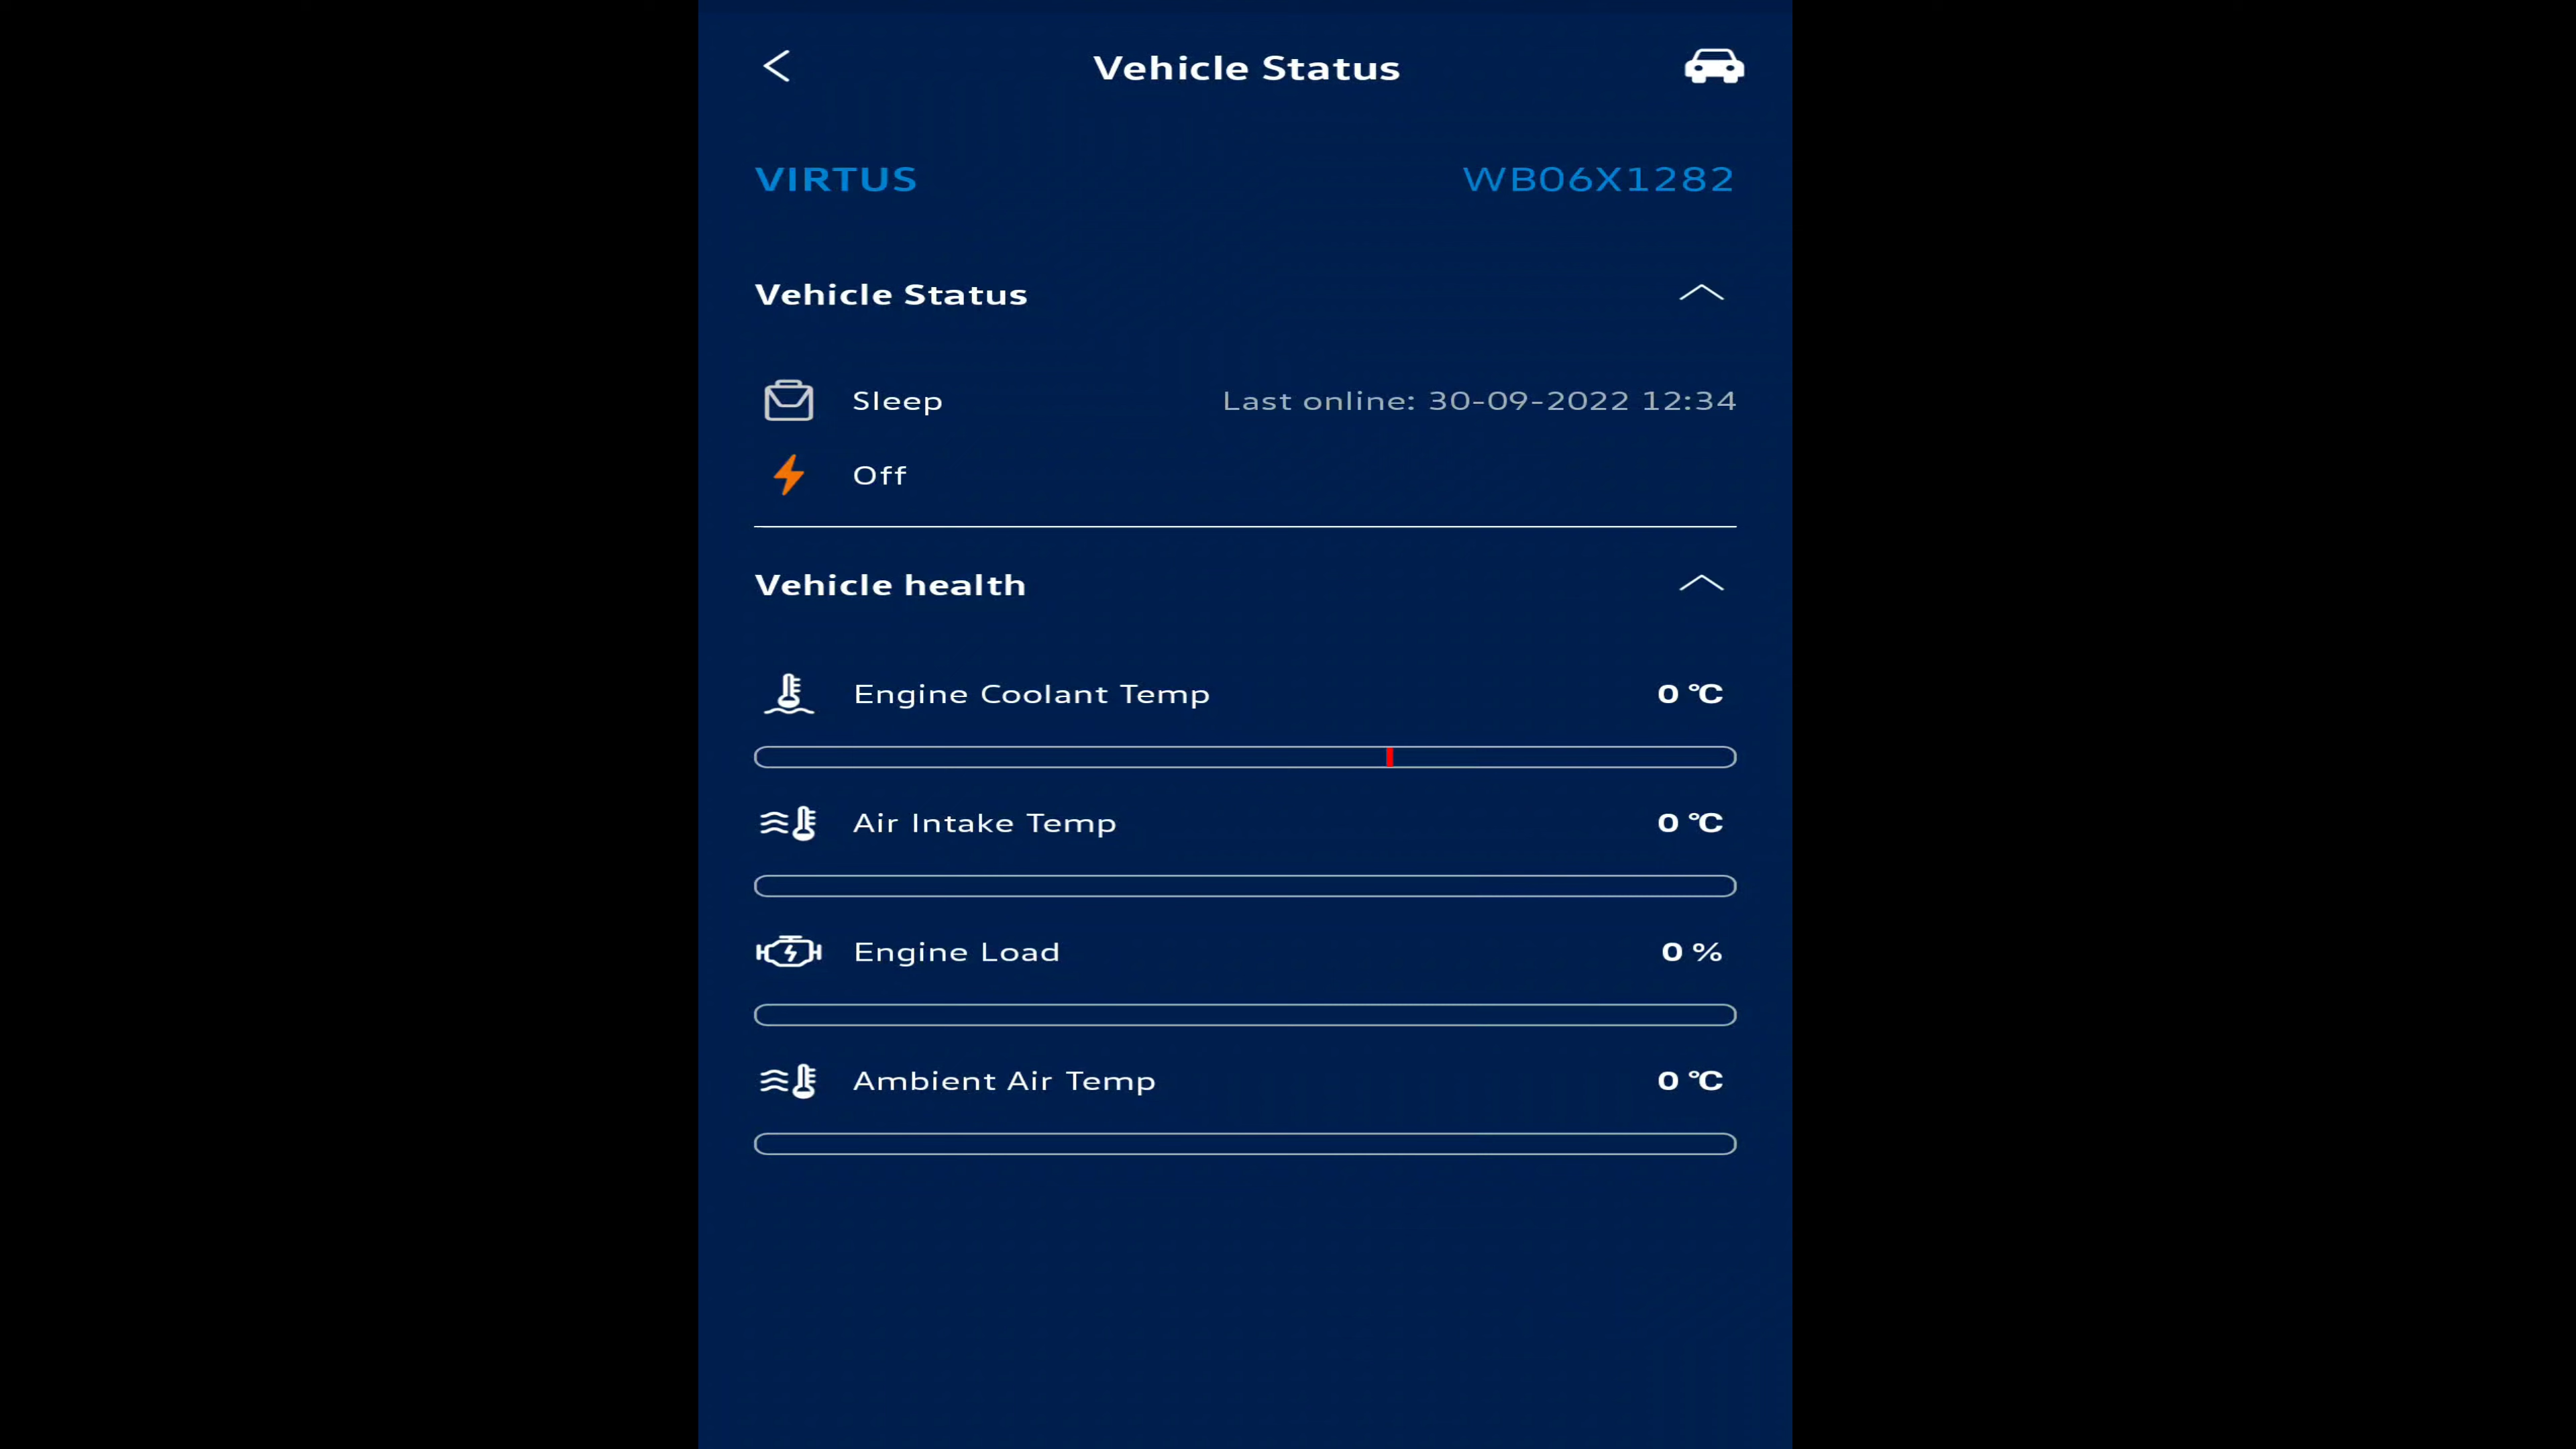 Vehicle Status
VIRTUS WB06X1282
Vehicle Status
Sleep Last online: 30-09-2022 12:34
Off
Vehicle health
Engine Coolant Temp 0 °C
Air Intake Temp 0 °C
Engine Load 0 %
Ambient Air Temp 0 °C